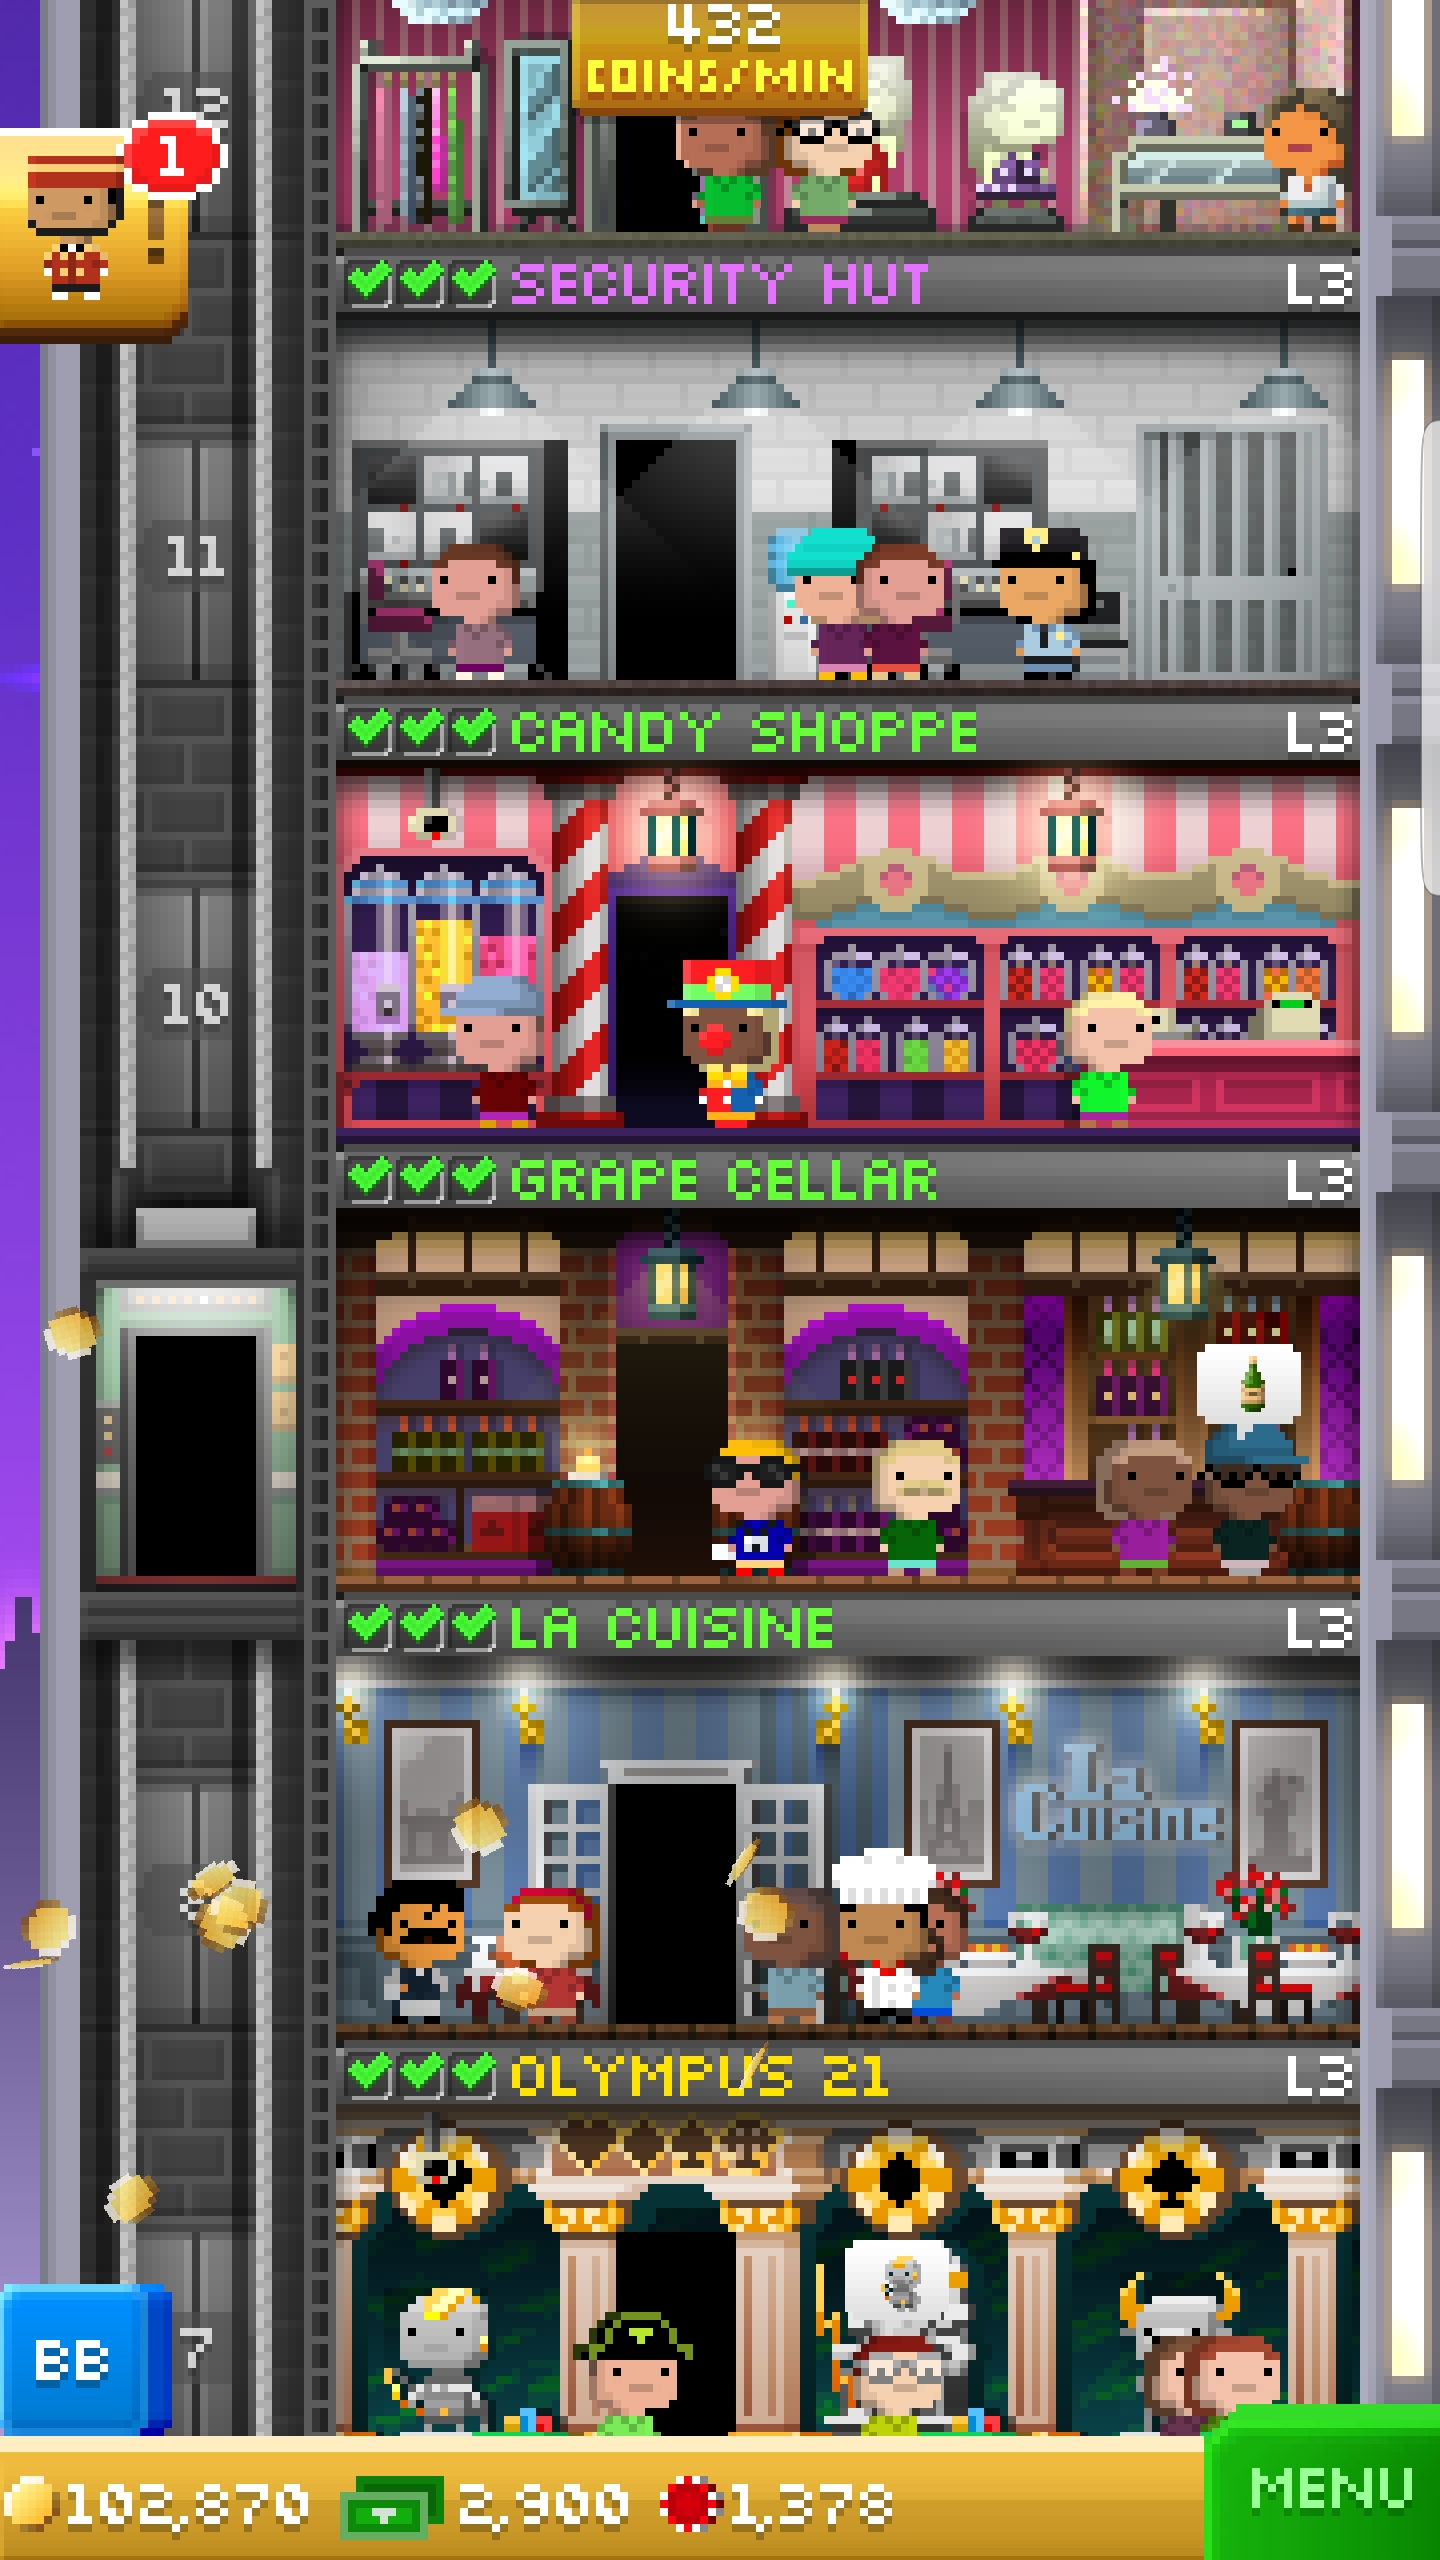 432
COINS/MIN
12
1
SECURITY HUT L3
11
CANDY SHOPPE L3
10
GRAPE CELLAR L3
LA CUISINE L3
La
Cuisine
OLYMPUS 21 L3
7
BB
102,870 2,900 1,378
MENU